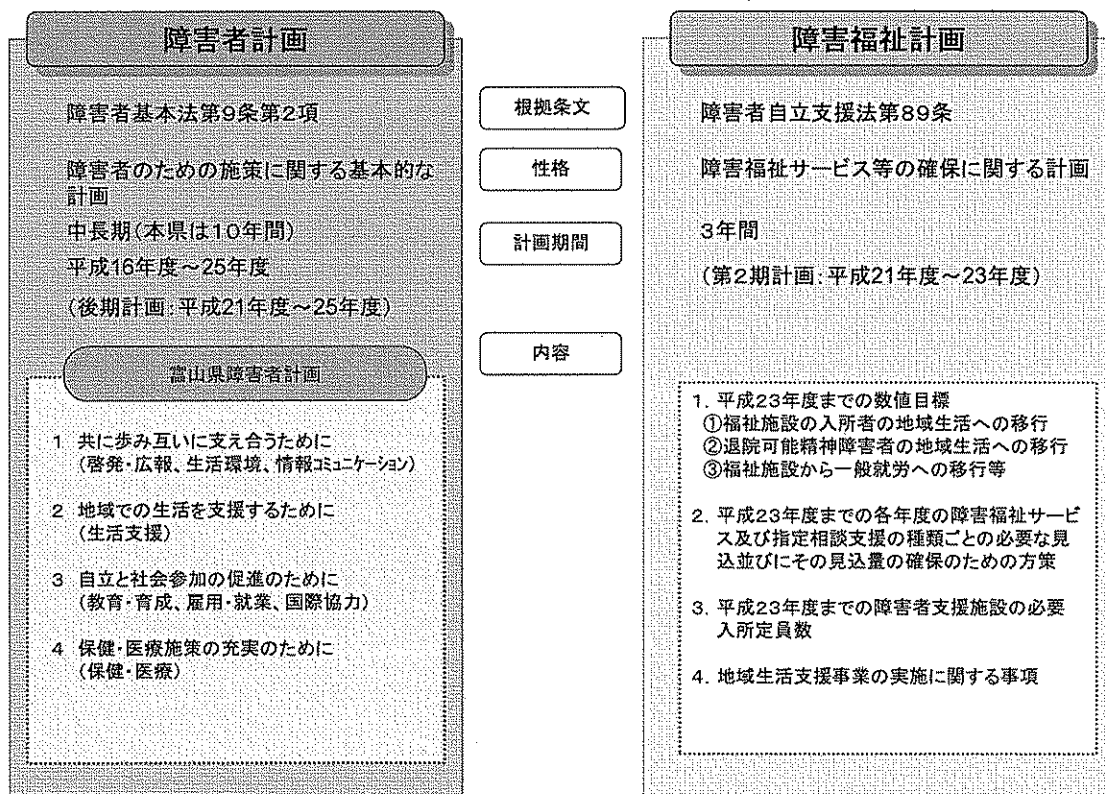 障害者計画
障害者基本法第9条第2項
障害者のための施策に関する基本的な
計画
中長期(本県は10年間)
平成16年度～25年度
(後期計画:平成21年度～25年度)
富山県障害者計画
1 共に歩み互いに支え合うために
(啓発・広報、生活環境、情報コミュニケーション)
2 地域での生活を支援するために
(生活支援)
3 自立と社会参加の促進のために
(教育・育成、雇用・就業、国際協力)
4 保健・医療施策の充実のために
(保健・医療)
根拠条文
性格
計画期間
内容
障害福祉計画
障害者自立支援法第89条
障害福祉サービス等の確保に関する計画
3年間
(第2期計画:平成21年度～23年度)
1. 平成23年度までの数値目標
①福祉施設の入所者の地域生活への移行
②退院可能精神障害者の地域生活への移行
③福祉施設から一般就労への移行等
2. 平成23年度までの各年度の障害福祉サービ
ス及び指定相談支援の種類ごとの必要な見
込並びにその見込量の確保のための方策
3. 平成23年度までの障害者支援施設の必要
入所定員数
4. 地域生活支援事業の実施に関する事項